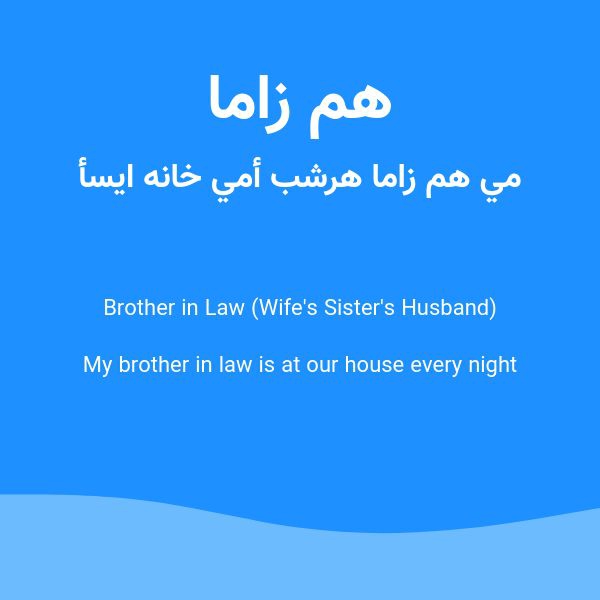 هم زاما
مي هم زاما هرشب أمي خانه ايسأ
Brother in Law (Wife's Sister's Husband)
My brother in law is at our house every night